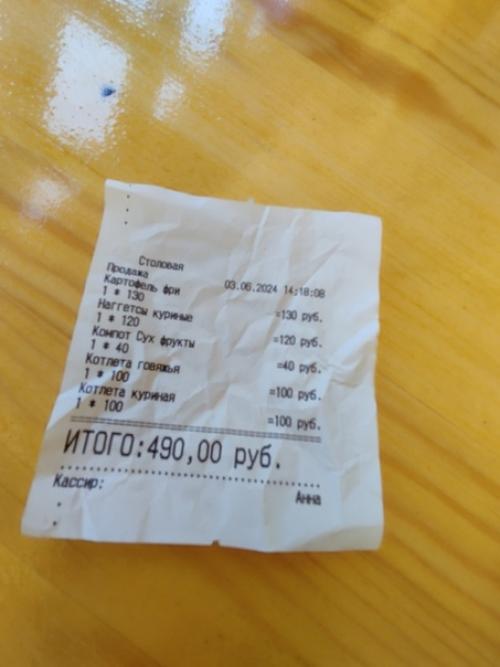 Столовая
Продажа 03.06.2024 14:18:08
Картофель фри
1 * 130 =130 руб.
Наггетсы куриные
1 * 120 =120 руб.
Компот Сух фрукты
1 * 40 =40 руб.
Котлета говяжья
1 * 100 =100 руб.
Котлета куриная
1 * 100 =100 руб.
ИТОГО:490,00 руб.
Кассир: Анна